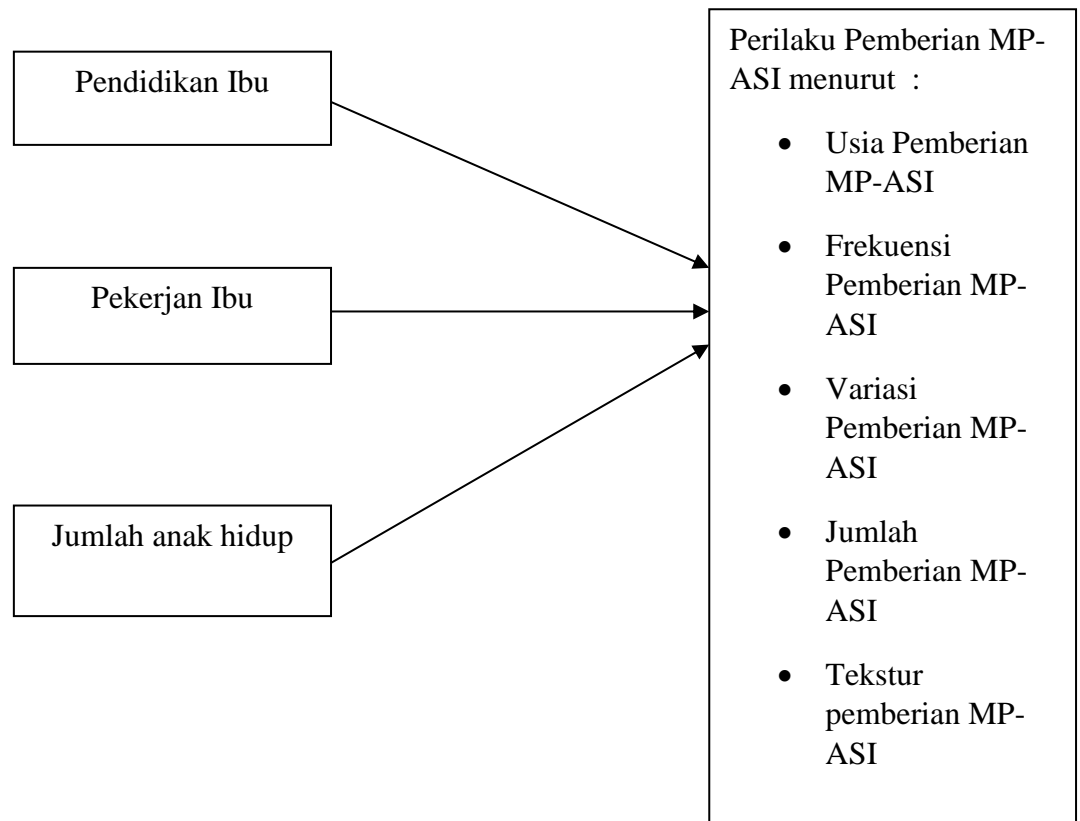 Pendidikan Ibu
Pekerjan Ibu
Jumlah anak hidup
Perilaku Pemberian MP-
ASI menurut :
• Usia Pemberian
MP-ASI
• Frekuensi
Pemberian MP-
ASI
• Variasi
Pemberian MP-
ASI
• Jumlah
Pemberian MP-
ASI
• Tekstur
pemberian MP-
ASI